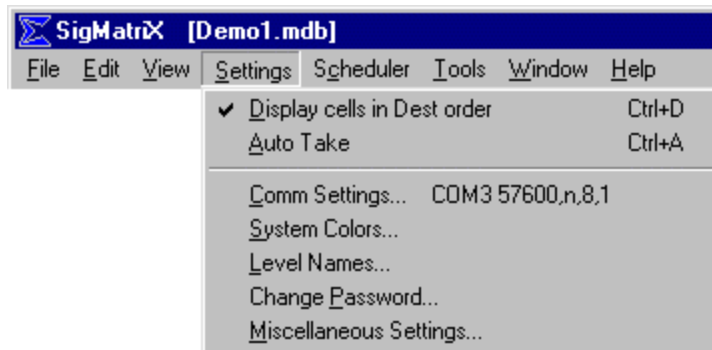 SigMatriX [Demo1.mdb]
File Edit View Settings Scheduler Tools Window Help
Display cells in Dest order Ctrl+D
Auto Take Ctrl+A
Comm Settings... COM3 57600,n,8,1
System Colors...
Level Names...
Change Password...
Miscellaneous Settings...